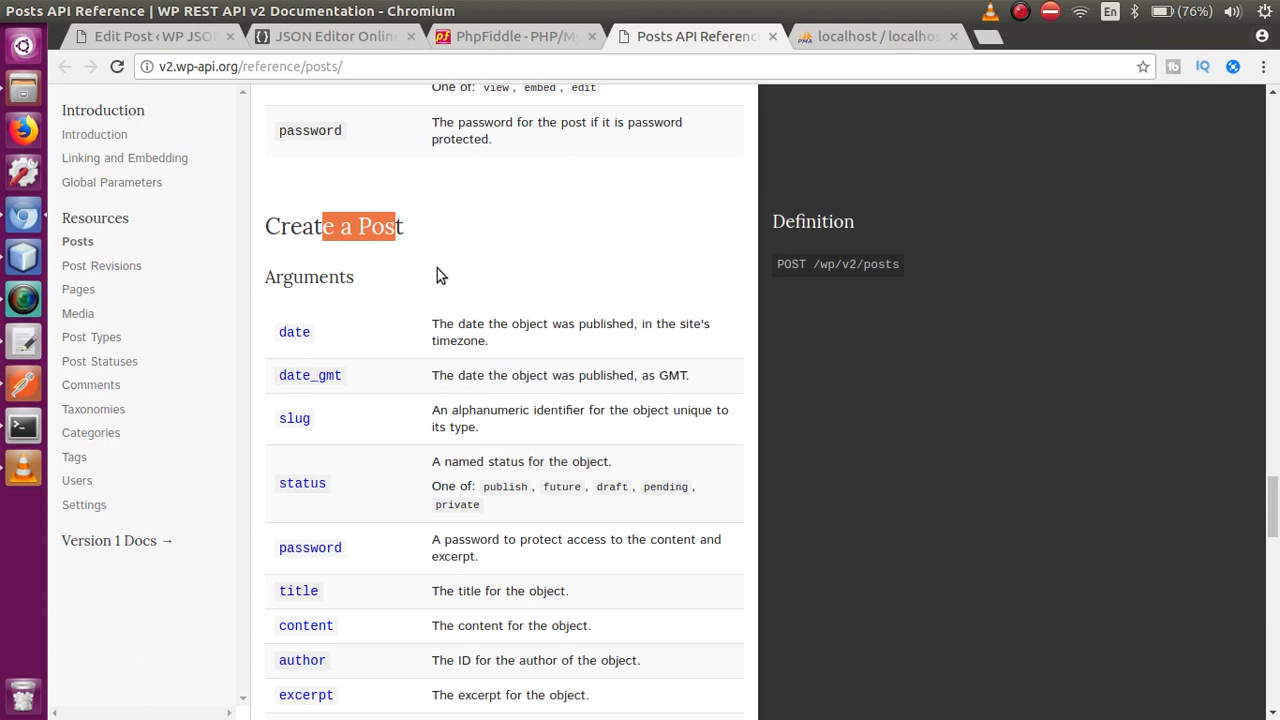 Posts API Reference | WP REST API v2 Documentation - Chromium
En
(76%)
Edit Post ‹ WP JSO
JSON Editor Onlin
PhpFiddle - PHP/My
Posts API Referenc
localhost / localhos
v2.wp-api.org/reference/posts/
Introduction
Introduction
Linking and Embedding
Global Parameters
Resources
Posts
Post Revisions
Pages
Media
Post Types
Post Statuses
Comments
Taxonomies
Categories
Tags
Users
Settings
Version 1 Docs →
One of: view, embed, edit
password
The password for the post if it is password
protected.
Create a Post
Arguments
date
The date the object was published, in the site's
timezone.
date_gmt
The date the object was published, as GMT.
slug
An alphanumeric identifier for the object unique to
its type.
status
A named status for the object.
One of: publish, future, draft, pending,
private
password
A password to protect access to the content and
excerpt.
title
The title for the object.
content
The content for the object.
author
The ID for the author of the object.
excerpt
The excerpt for the object.
Definition
POST /wp/v2/posts